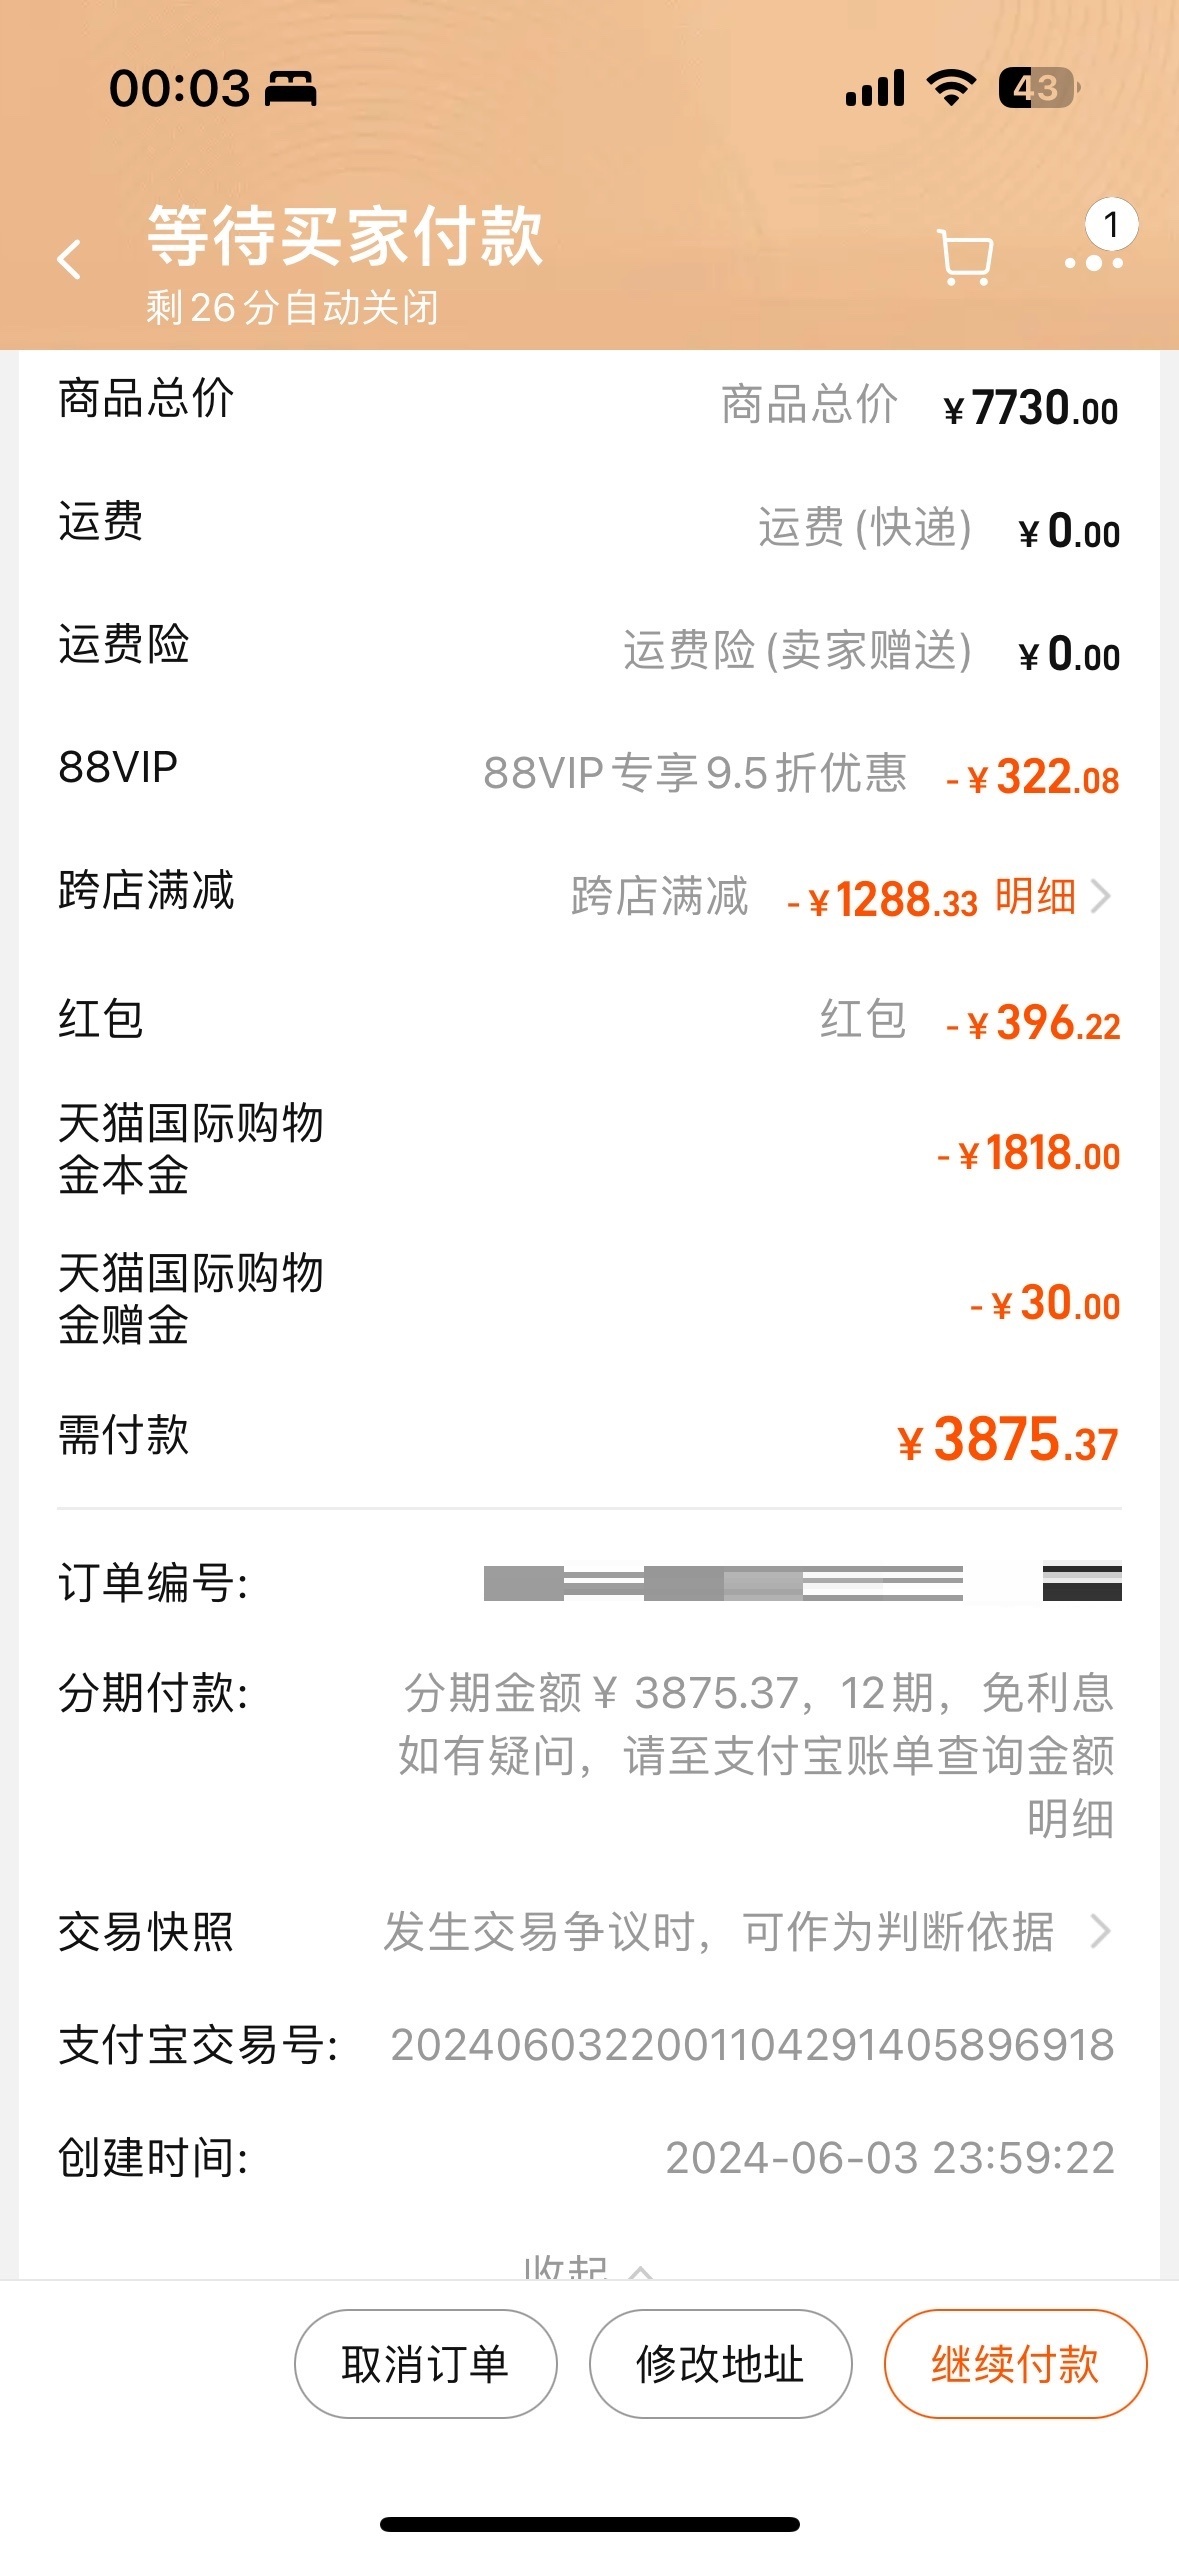 00:03
43
等待买家付款
剩26分自动关闭
1
商品总价 商品总价 ¥7730.00
运费 运费(快递) ¥0.00
运费险 运费险(卖家赠送) ¥0.00
88VIP 88VIP专享9.5折优惠 -¥322.08
跨店满减 跨店满减 -¥1288.33 明细
红包 红包 -¥396.22
天猫国际购物
金本金 -¥1818.00
天猫国际购物
金赠金 -¥30.00
需付款 ¥3875.37
订单编号:
分期付款: 分期金额¥ 3875.37，12期，免利息
如有疑问，请至支付宝账单查询金额
明细
交易快照 发生交易争议时，可作为判断依据
支付宝交易号: 2024060322001104291405896918
创建时间: 2024-06-03 23:59:22
收起
取消订单 修改地址 继续付款